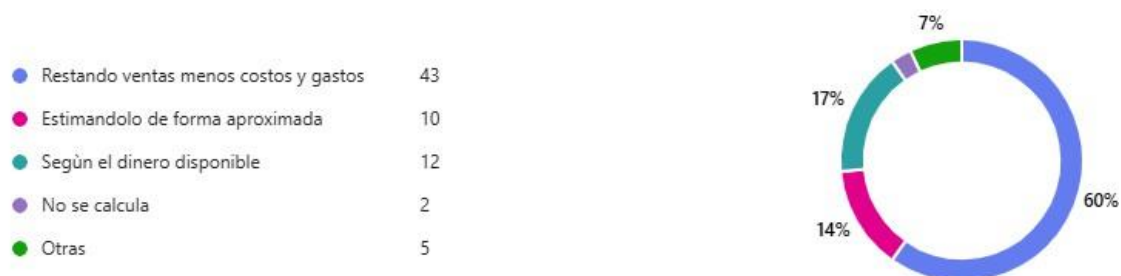 7%
Restando ventas menos costos y gastos 43
Estimandolo de forma aproximada 10
17%
Segùn el dinero disponible 12
No se calcula 2
60%
14%
Otras 5